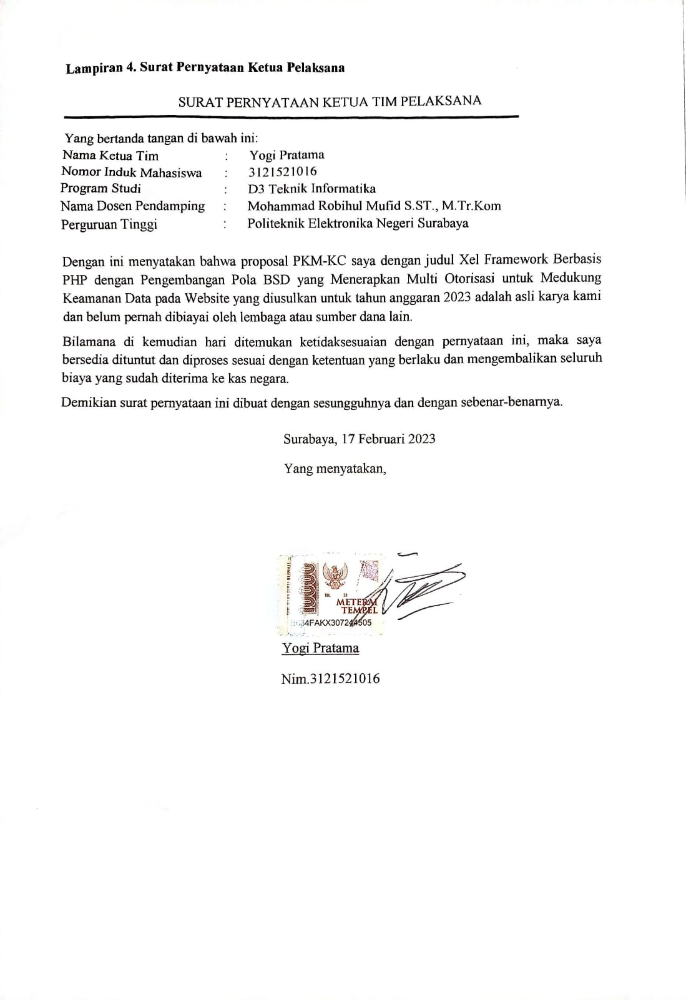 Lampiran 4. Surat Pernyataan Ketua Pelaksana
SURAT PERNYATAAN KETUA TIM PELAKSANA
Yang bertanda tangan di bawah ini:
Nama Ketua Tim : Yogi Pratama
Nomor Induk Mahasiswa : 3121521016
Program Studi : D3 Teknik Informatika
Nama Dosen Pendamping : Mohammad Robihul Mufid S.ST., M.Tr.Kom
Perguruan Tinggi : Politeknik Elektronika Negeri Surabaya
Dengan ini menyatakan bahwa proposal PKM-KC saya dengan judul Xel Framework Berbasis
PHP dengan Pengembangan Pola BSD yang Menerapkan Multi Otorisasi untuk Medukung
Keamanan Data pada Website yang diusulkan untuk tahun anggaran 2023 adalah asli karya kami
dan belum pernah dibiayai oleh lembaga atau sumber dana lain.
Bilamana di kemudian hari ditemukan ketidaksesuaian dengan pernyataan ini, maka saya
bersedia dituntut dan diproses sesuai dengan ketentuan yang berlaku dan mengembalikan seluruh
biaya yang sudah diterima ke kas negara.
Demikian surat pernyataan ini dibuat dengan sesungguhnya dan dengan sebenar-benarnya.
Surabaya, 17 Februari 2023
Yang menyatakan,
TGL. 20
METERAI
TEMPEL
Yogi Pratama
Nim.3121521016